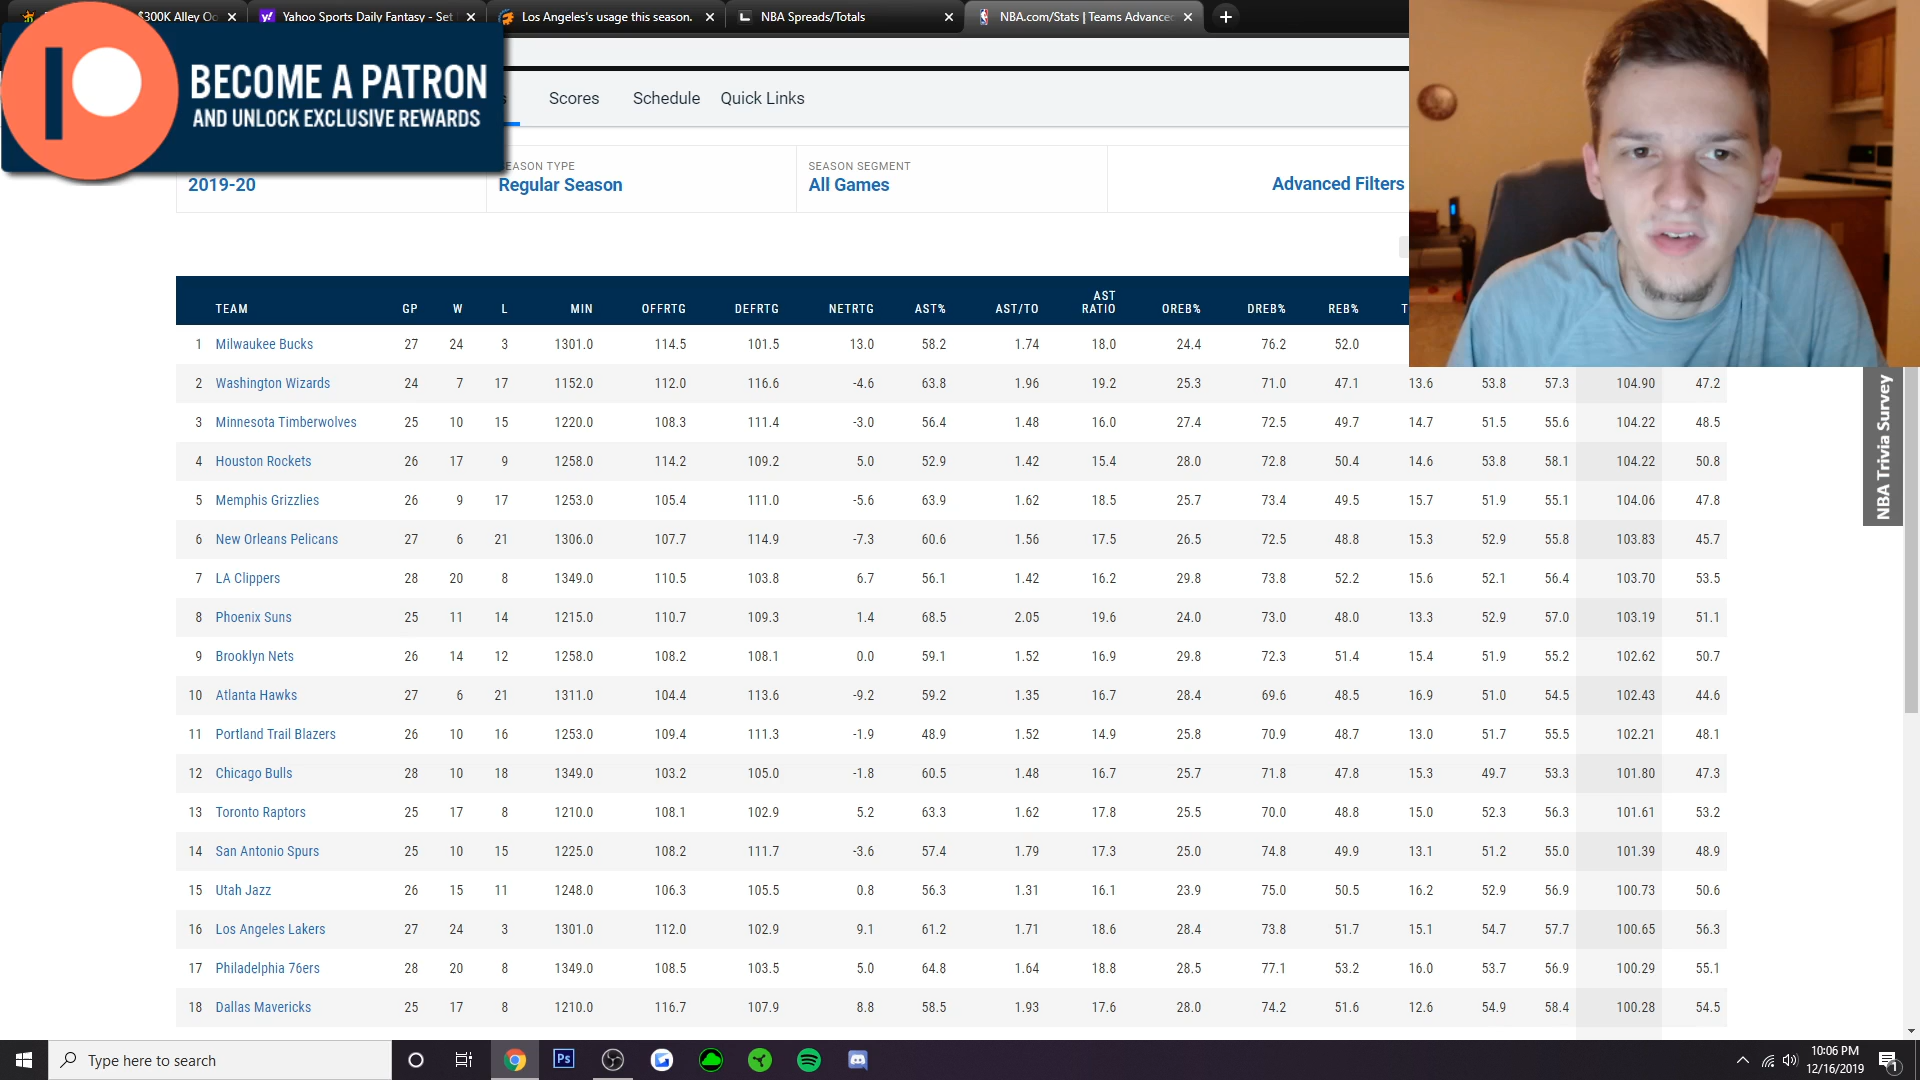 $300K Alley Oo
Yahoo Sports Daily Fantasy - Set
Los Angeles's usage this season.
NBA Spreads/Totals
NBA.com/Stats | Teams Advanced
BECOME A PATRON
AND UNLOCK EXCLUSIVE REWARDS
Scores Schedule Quick Links
2019-20
SEASON TYPE
Regular Season
SEASON SEGMENT
All Games
Advanced Filters
TEAM GP W L MIN OFFRTG DEFRTG NETRTG AST% AST/TO AST RATIO OREB% DREB% REB% T
1 Milwaukee Bucks 27 24 3 1301.0 114.5 101.5 13.0 58.2 1.74 18.0 24.4 76.2 52.0
2 Washington Wizards 24 7 17 1152.0 112.0 116.6 -4.6 63.8 1.96 19.2 25.3 71.0 47.1 13.6 53.8 57.3 104.90 47.2
3 Minnesota Timberwolves 25 10 15 1220.0 108.3 111.4 -3.0 56.4 1.48 16.0 27.4 72.5 49.7 14.7 51.5 55.6 104.22 48.5
4 Houston Rockets 26 17 9 1258.0 114.2 109.2 5.0 52.9 1.42 15.4 28.0 72.8 50.4 14.6 53.8 58.1 104.22 50.8
5 Memphis Grizzlies 26 9 17 1253.0 105.4 111.0 -5.6 63.9 1.62 18.5 25.7 73.4 49.5 15.7 51.9 55.1 104.06 47.8
6 New Orleans Pelicans 27 6 21 1306.0 107.7 114.9 -7.3 60.6 1.56 17.5 26.5 72.5 48.8 15.3 52.9 55.8 103.83 45.7
7 LA Clippers 28 20 8 1349.0 110.5 103.8 6.7 56.1 1.42 16.2 29.8 73.8 52.2 15.6 52.1 56.4 103.70 53.5
8 Phoenix Suns 25 11 14 1215.0 110.7 109.3 1.4 68.5 2.05 19.6 24.0 73.0 48.0 13.3 52.9 57.0 103.19 51.1
9 Brooklyn Nets 26 14 12 1258.0 108.2 108.1 0.0 59.1 1.52 16.9 29.8 72.3 51.4 15.4 51.9 55.2 102.62 50.7
10 Atlanta Hawks 27 6 21 1311.0 104.4 113.6 -9.2 59.2 1.35 16.7 28.4 69.6 48.5 16.9 51.0 54.5 102.43 44.6
11 Portland Trail Blazers 26 10 16 1253.0 109.4 111.3 -1.9 48.9 1.52 14.9 25.8 70.9 48.7 13.0 51.7 55.5 102.21 48.1
12 Chicago Bulls 28 10 18 1349.0 103.2 105.0 -1.8 60.5 1.48 16.7 25.7 71.8 47.8 15.3 49.7 53.3 101.80 47.3
13 Toronto Raptors 25 17 8 1210.0 108.1 102.9 5.2 63.3 1.62 17.8 25.5 70.0 48.8 15.0 52.3 56.3 101.61 53.2
14 San Antonio Spurs 25 10 15 1225.0 108.2 111.7 -3.6 57.4 1.79 17.3 25.0 74.8 49.9 13.1 51.2 55.0 101.39 48.9
15 Utah Jazz 26 15 11 1248.0 106.3 105.5 0.8 56.3 1.31 16.1 23.9 75.0 50.5 16.2 52.9 56.9 100.73 50.6
16 Los Angeles Lakers 27 24 3 1301.0 112.0 102.9 9.1 61.2 1.71 18.6 28.4 73.8 51.7 15.1 54.7 57.7 100.65 56.3
17 Philadelphia 76ers 28 20 8 1349.0 108.5 103.5 5.0 64.8 1.64 18.8 28.5 77.1 53.2 16.0 53.7 56.9 100.29 55.1
18 Dallas Mavericks 25 17 8 1210.0 116.7 107.9 8.8 58.5 1.93 17.6 28.0 74.2 51.6 12.6 54.9 58.4 100.28 54.5
NBA Trivia Survey
Type here to search
Ps
10:06 PM
12/16/2019
1